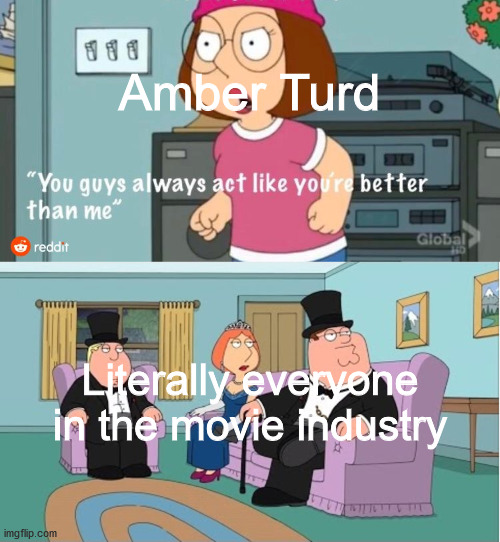 Amber Turd
“You guys always act like you're better
than me”
reddit
Global
HD
Literally everyone
in the movie industry
imgflip.com